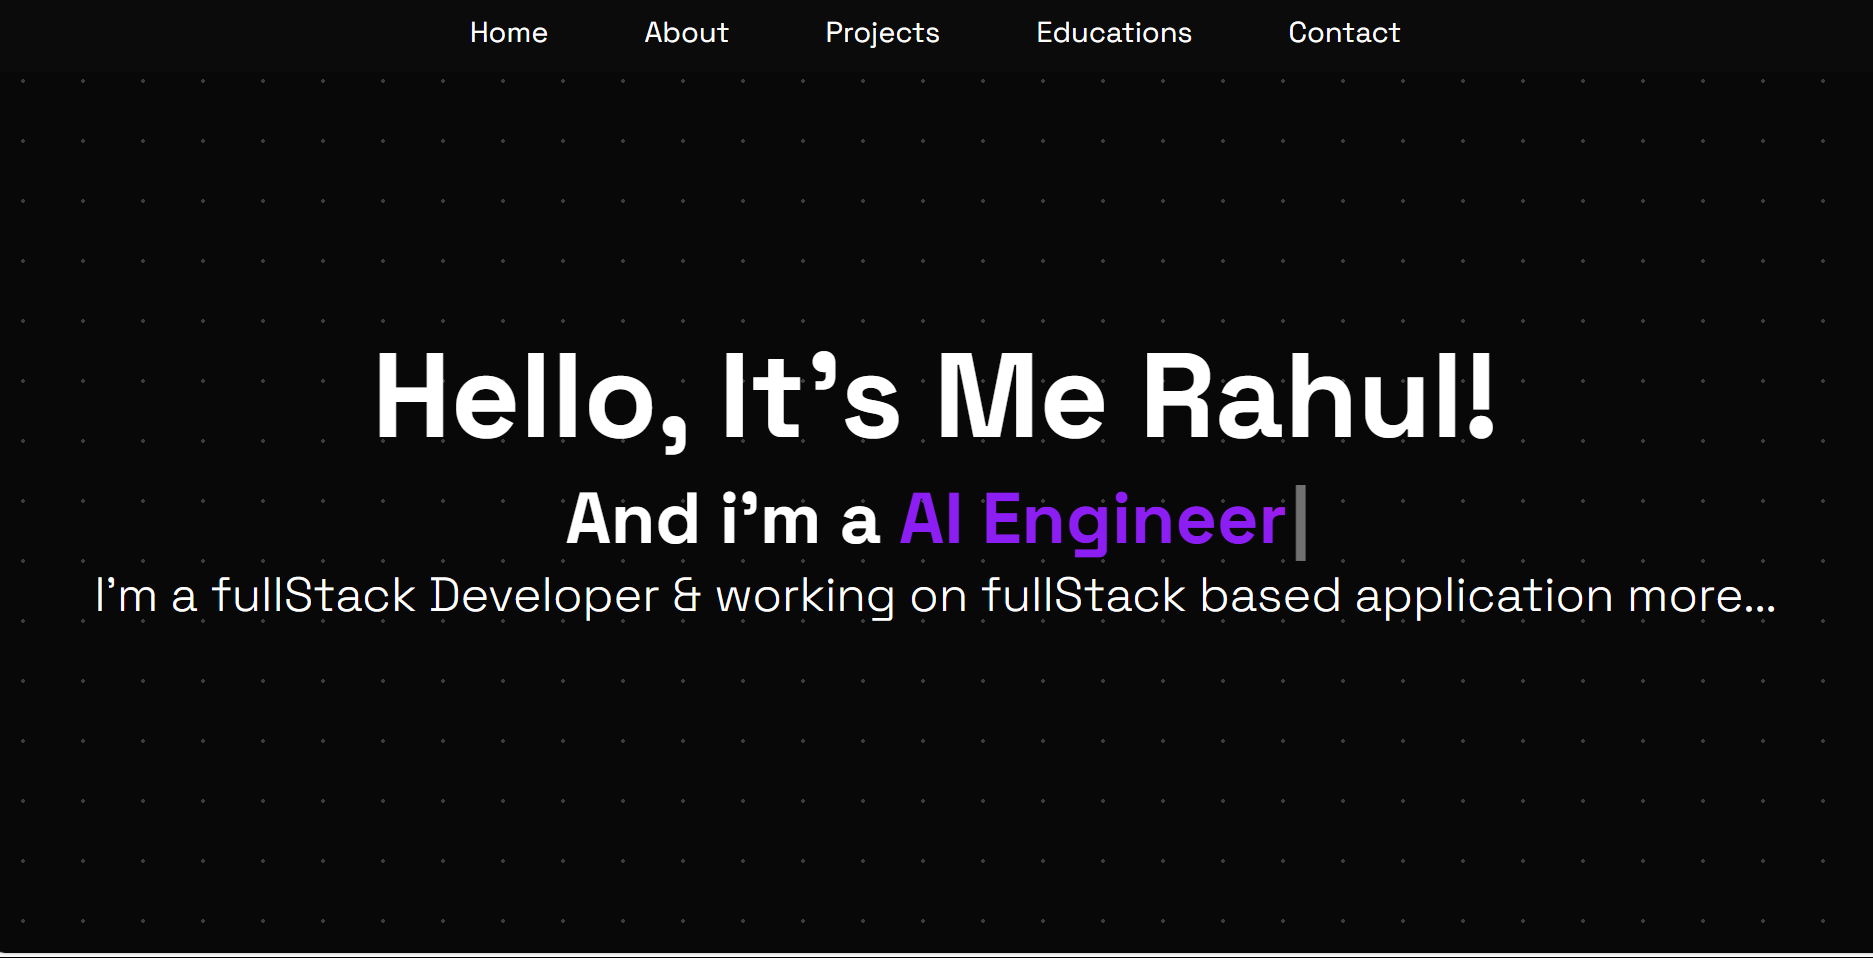 Home About Projects Educations Contact
Hello, It's Me Rahul!
And i'm a AI Engineer
I'm a fullStack Developer & working on fullStack based application more...